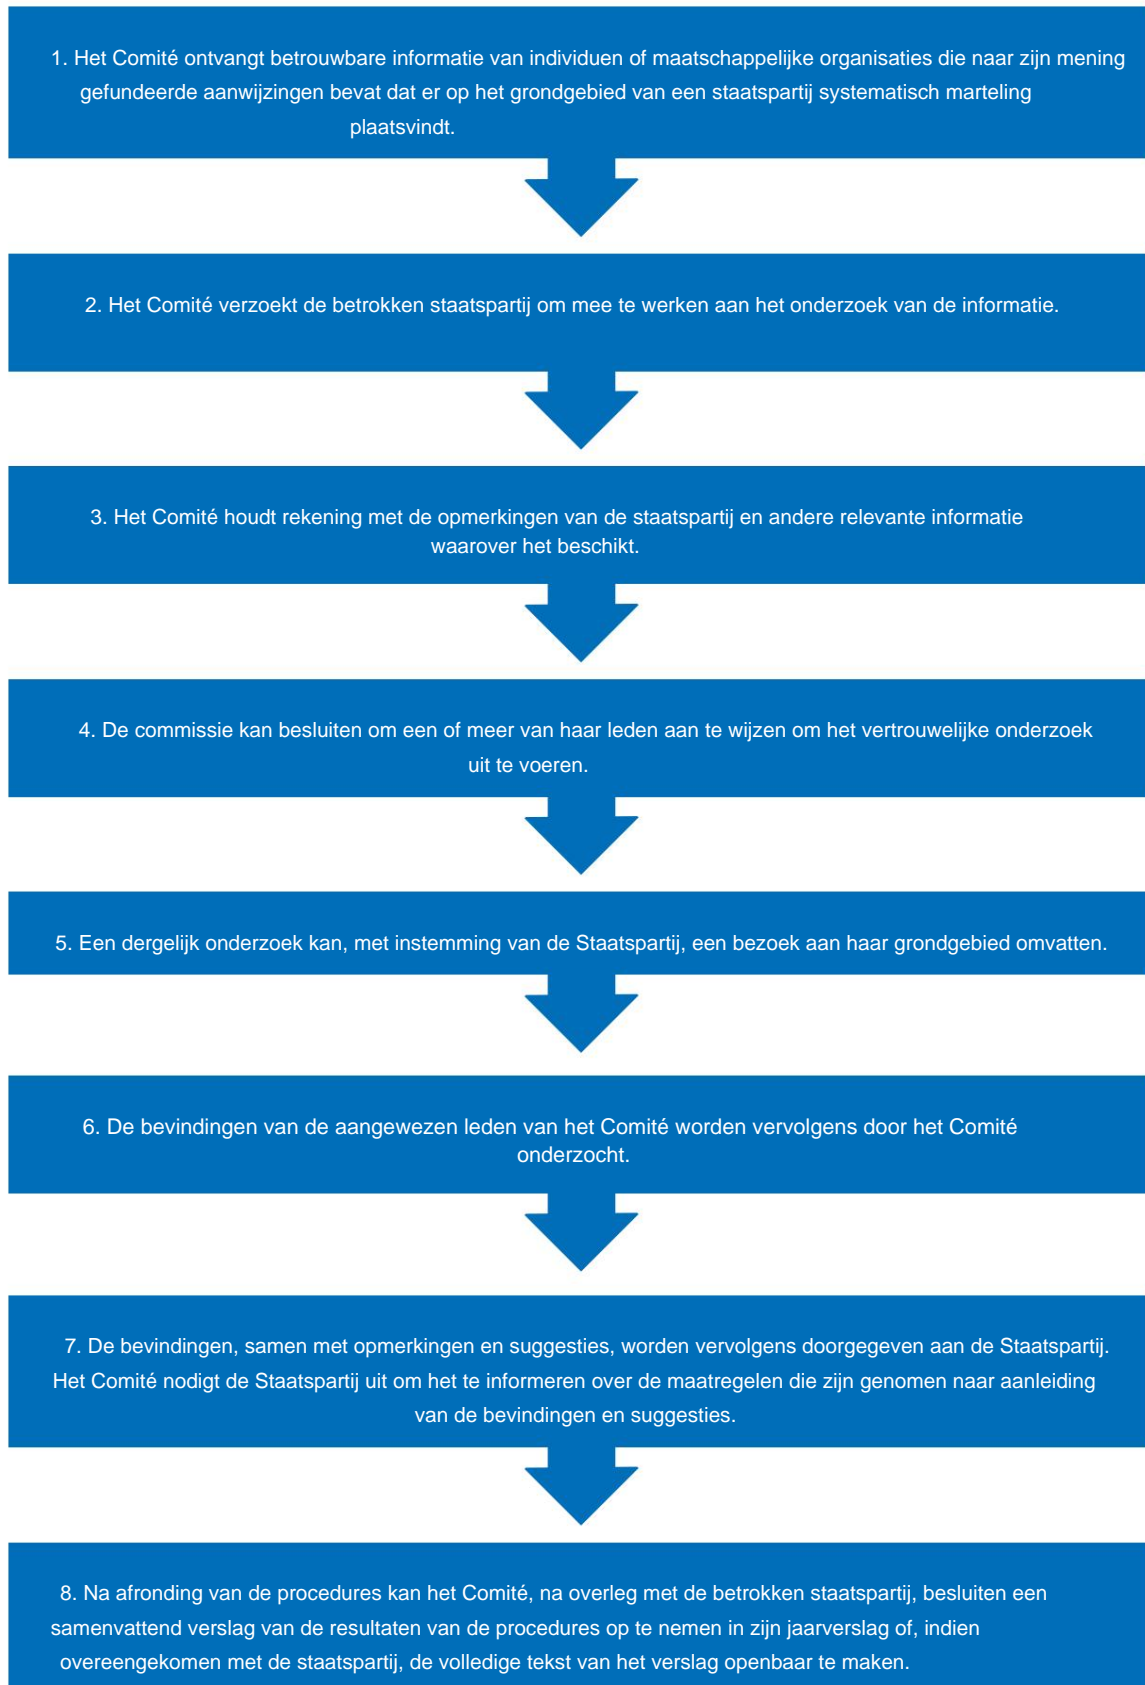 1. Het Comité ontvangt betrouwbare informatie van individuen of maatschappelijke organisaties die naar zijn mening
gefundeerde aanwijzingen bevat dat er op het grondgebied van een staatspartij systematisch marteling
plaatsvindt.
2. Het Comité verzoekt de betrokken staatspartij om mee te werken aan het onderzoek van de informatie.
3. Het Comité houdt rekening met de opmerkingen van de staatspartij en andere relevante informatie
waarover het beschikt.
4. De commissie kan besluiten om een of meer van haar leden aan te wijzen om het vertrouwelijke onderzoek
uit te voeren.
5. Een dergelijk onderzoek kan, met instemming van de Staatspartij, een bezoek aan haar grondgebied omvatten.
6. De bevindingen van de aangewezen leden van het Comité worden vervolgens door het Comité
onderzocht.
7. De bevindingen, samen met opmerkingen en suggesties, worden vervolgens doorgegeven aan de Staatspartij.
Het Comité nodigt de Staatspartij uit om het te informeren over de maatregelen die zijn genomen naar aanleiding
van de bevindingen en suggesties.
8. Na afronding van de procedures kan het Comité, na overleg met de betrokken staatspartij, besluiten een
samenvattend verslag van de resultaten van de procedures op te nemen in zijn jaarverslag of, indien
overeengekomen met de staatspartij, de volledige tekst van het verslag openbaar te maken.